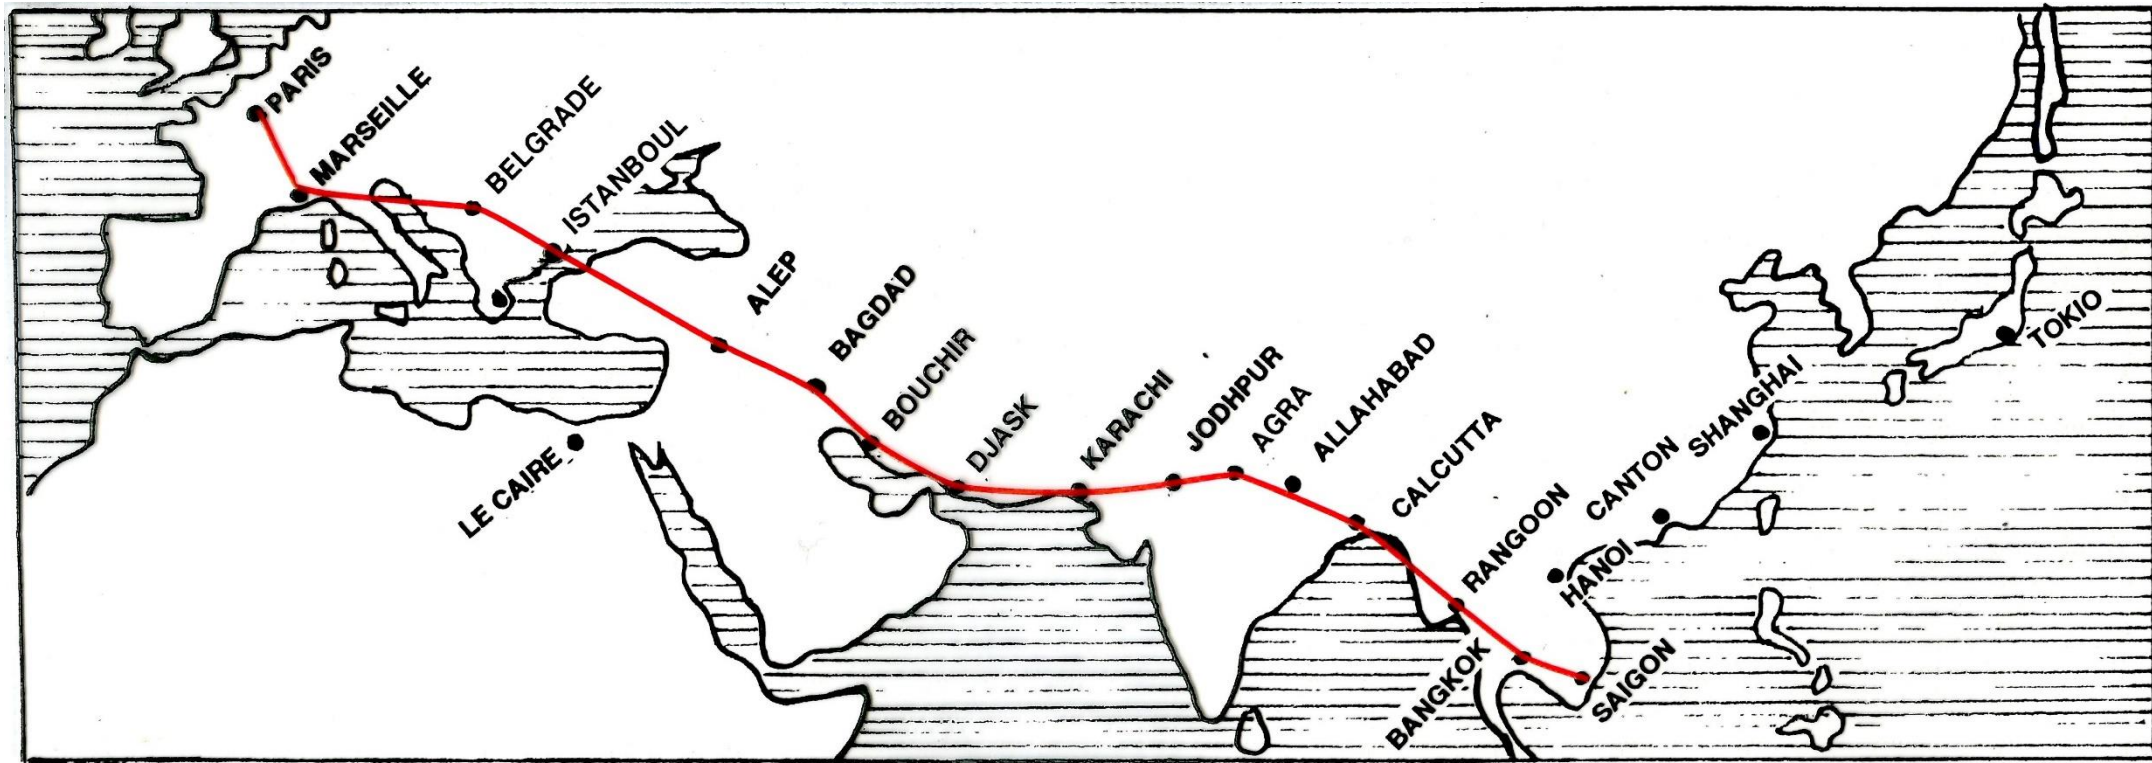 PARIS
MARSEILLE
BELGRADE
ISTANBOUL
ALEP
BAGDAD
BOUCHIR
DJASK
KARACHI
JODHPUR
AGRA
ALLAHABAD
CALCUTTA
RANGOON
BANGKOK
SAIGON
HANOI
CANTON
SHANGHAI
TOKIO
LE CAIRE